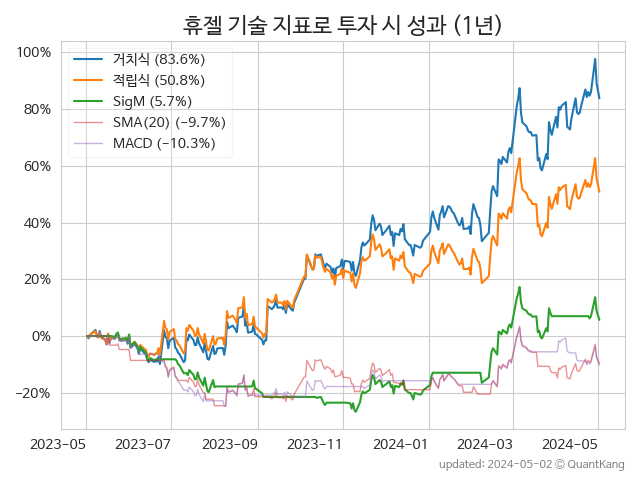 휴젤 기술 지표로 투자 시 성과 (1년)
거치식 (83.6%)
적립식 (50.8%)
SigM (5.7%)
SMA(20) (−9.7%)
MACD (−10.3%)
100%
80%
60%
40%
20%
0%
−20%
2023-05 2023-07 2023-09 2023-11 2024-01 2024-03 2024-05
updated: 2024-05-02 © QuantKang